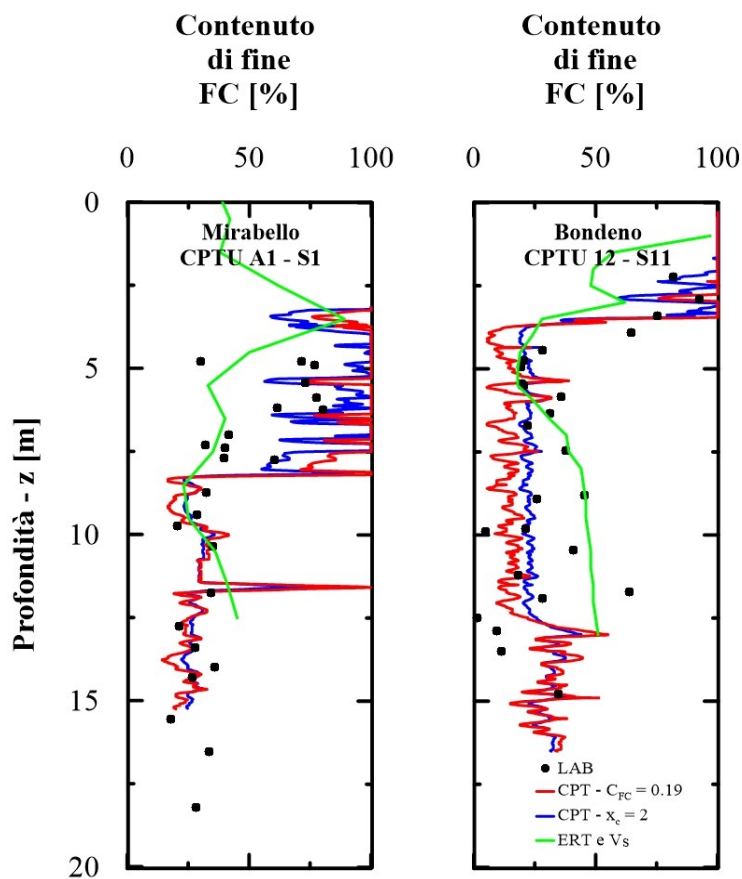 Contenuto
di fine
FC [%]
0 50 100
Contenuto
di fine
FC [%]
0 50 100
Profondità - z [m]
0
5
10
15
20
Mirabello
CPTU A1 - S1
Bondeno
CPTU 12 - S11
LAB
CPT - C_FC = 0.19
CPT - x_c = 2
ERT e Vs